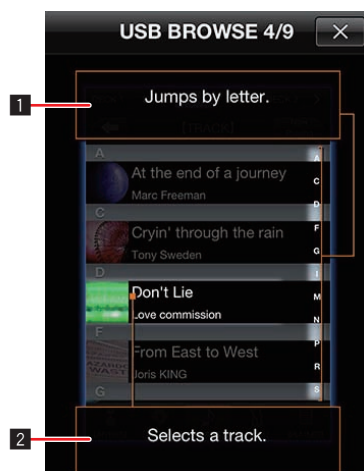 USB BROWSE 4/9
1
Jumps by letter.
[TRACK]
A
At the end of a journey
Marc Freeman
C
Cryin' through the rain
Tony Sweden
D
Don't Lie
Love commission
F
From East to West
Joris KING
G
A
C
D
F
G
I
M
N
P
R
S
2
Selects a track.